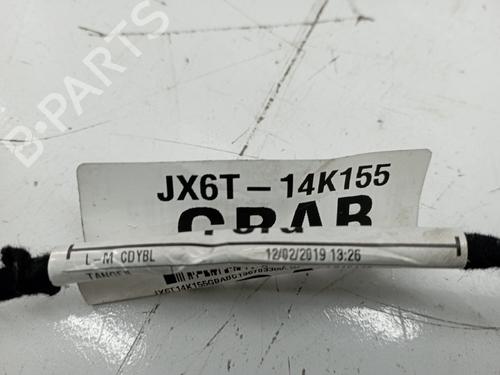 B-PARTS
JX6T-14K155
GBAB
L-M CDYBL 12/02/2019 13:26